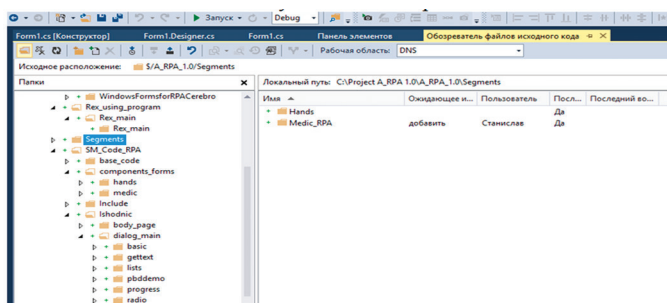 Запуск
Debug
Form1.cs [Конструктор]
Form1.Designer.cs
Form1.cs
Панель элементов
Обозреватель файлов исходного кода
Рабочая область:
DNS
Исходное расположение:
$/A_RPA_1.0/Segments
Папки
Локальный путь: C:\Project A_RPA 1.0\A_RPA_1.0\Segments
WindowsFormsforRPACerebro
Rex_using_program
Rex_main
Rex_main
Segments
SM_Code_RPA
base_code
components_forms
hands
medic
Include
Ishodnic
body_page
dialog_main
basic
gettext
lists
pbddemo
progress
radio
Имя
Ожидающее и...
Пользователь
Посл...
Последний во...
Hands
Да
Medic_RPA
добавить
Станислав
Да